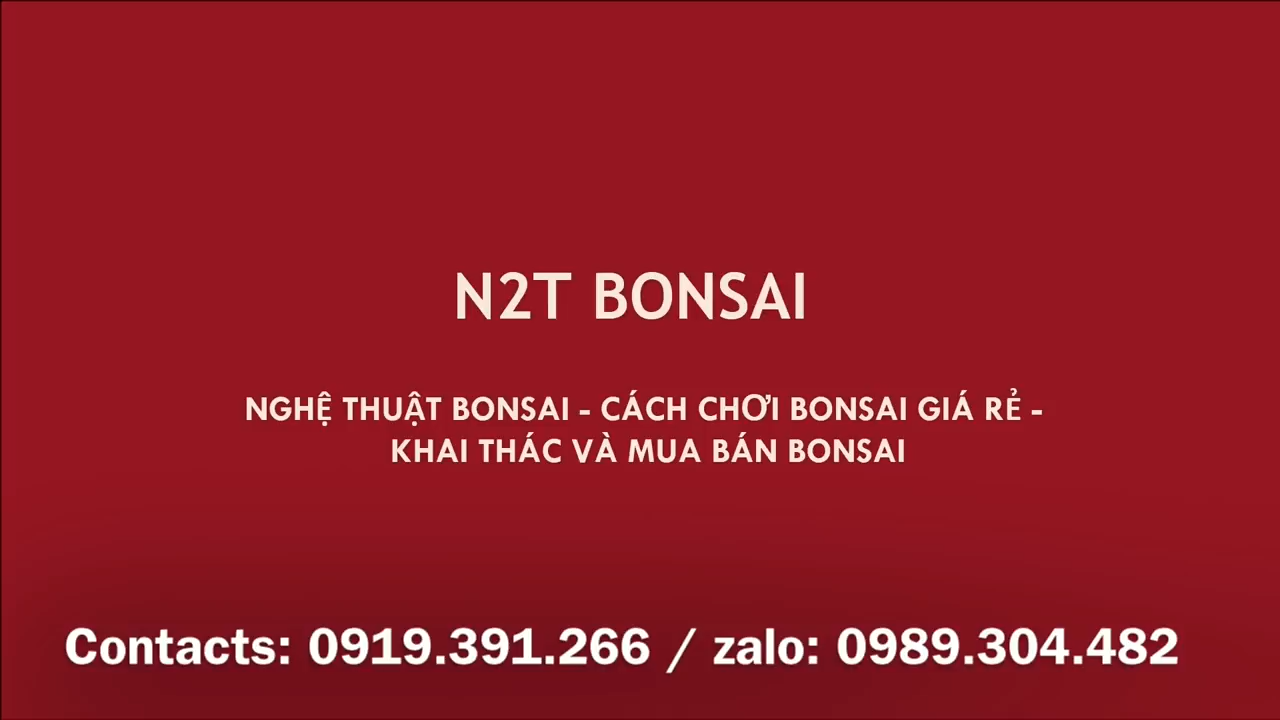 N2T BONSAI
NGHỆ THUẬT BONSAI - CÁCH CHƠI BONSAI GIÁ RẺ -
KHAI THÁC VÀ MUA BÁN BONSAI
Contacts: 0919.391.266 / zalo: 0989.304.482